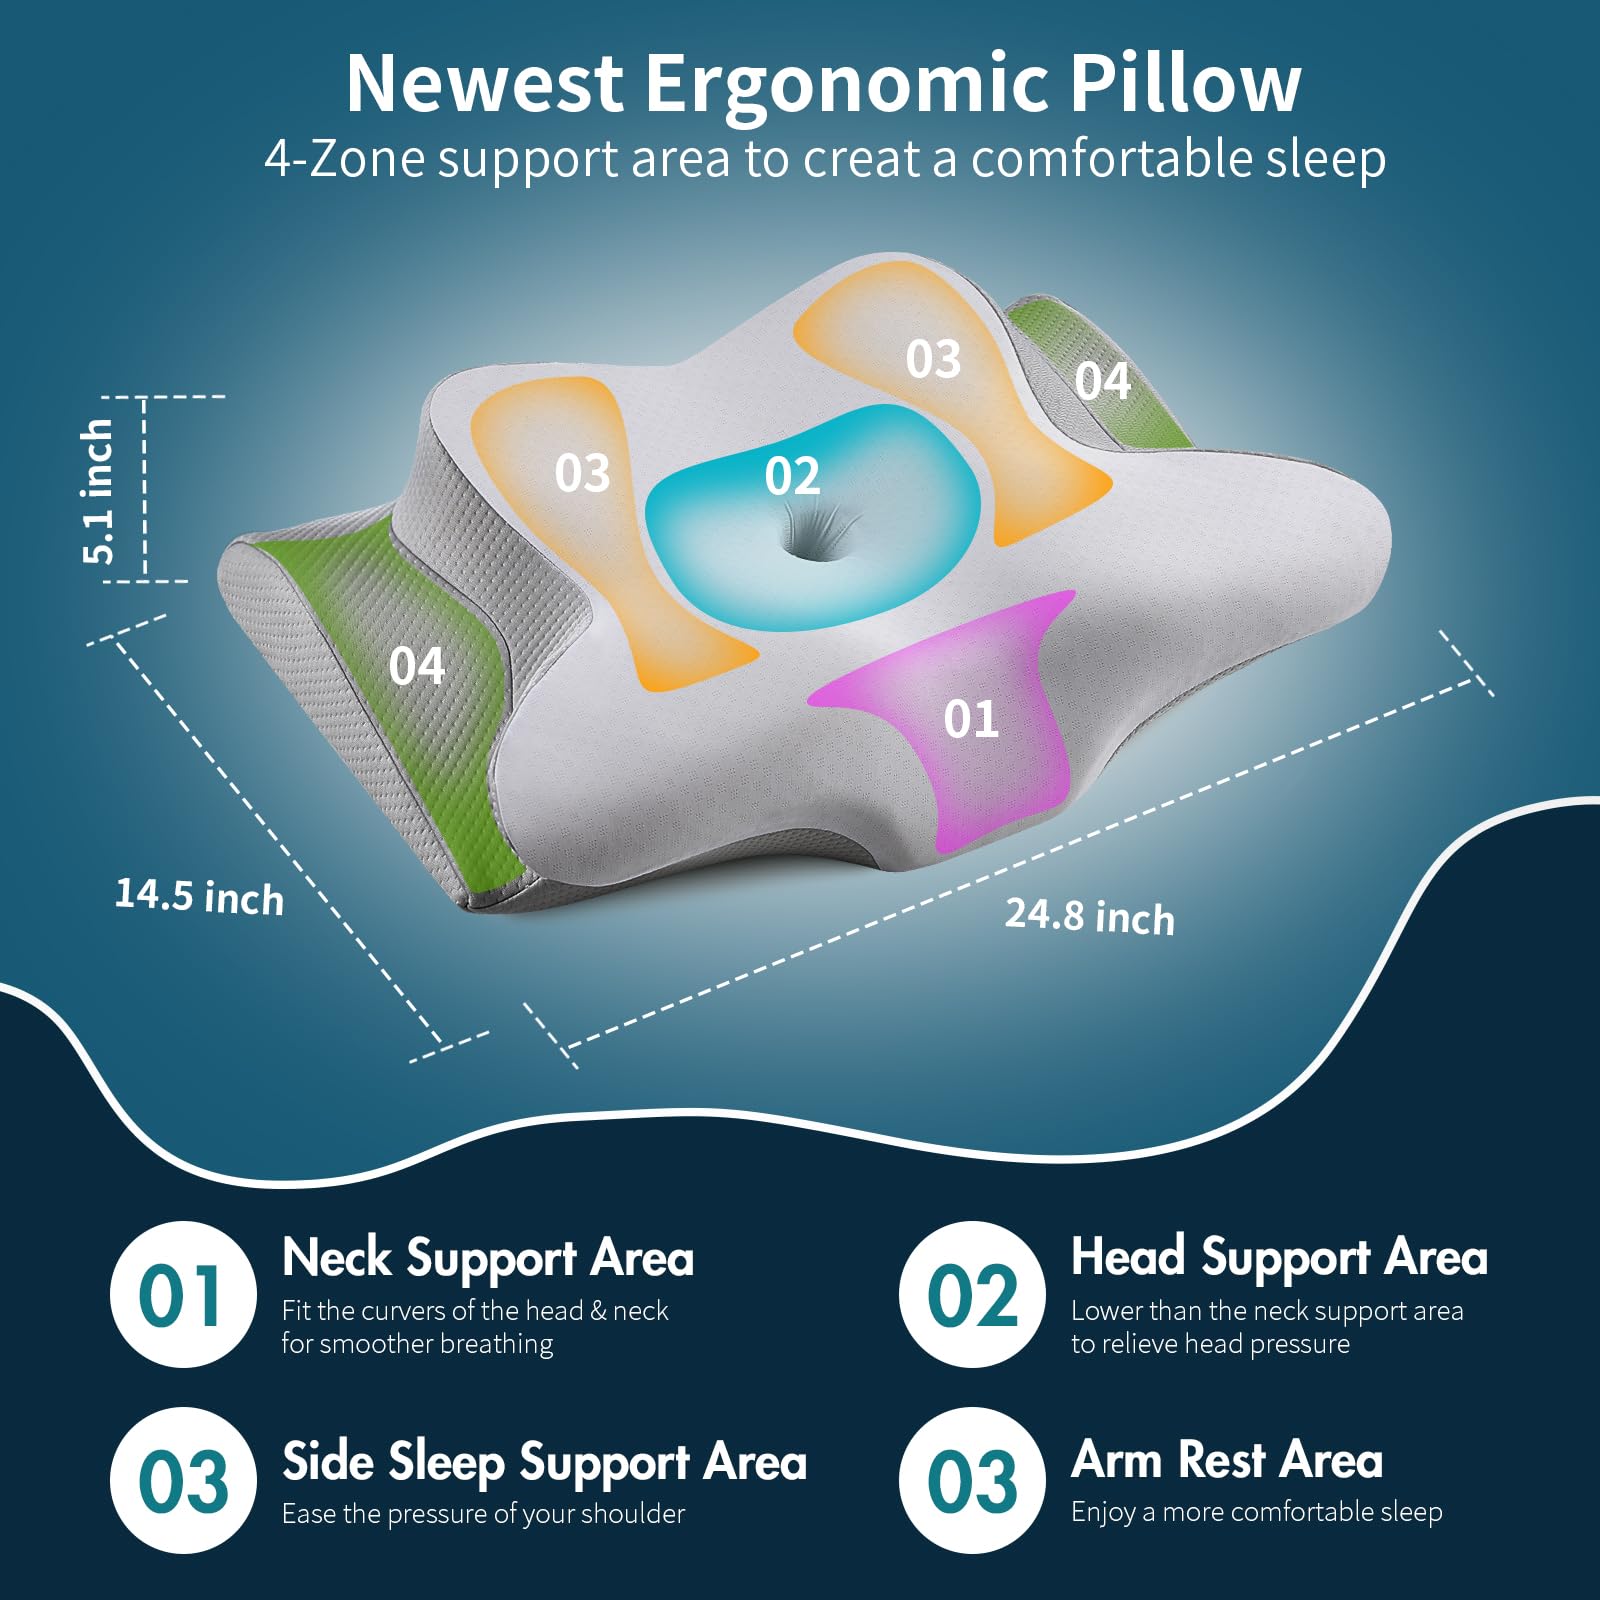 Newest Ergonomic Pillow
4-Zone support area to creat a comfortable sleep
03
04
5.1 inch
03
02
04
01
14.5 inch
24.8 inch
01
Neck Support Area
Fit the curvers of the head & neck
for smoother breathing
02
Head Support Area
Lower than the neck support area
to relieve head pressure
03
Side Sleep Support Area
Ease the pressure of your shoulder
03
Arm Rest Area
Enjoy a more comfortable sleep